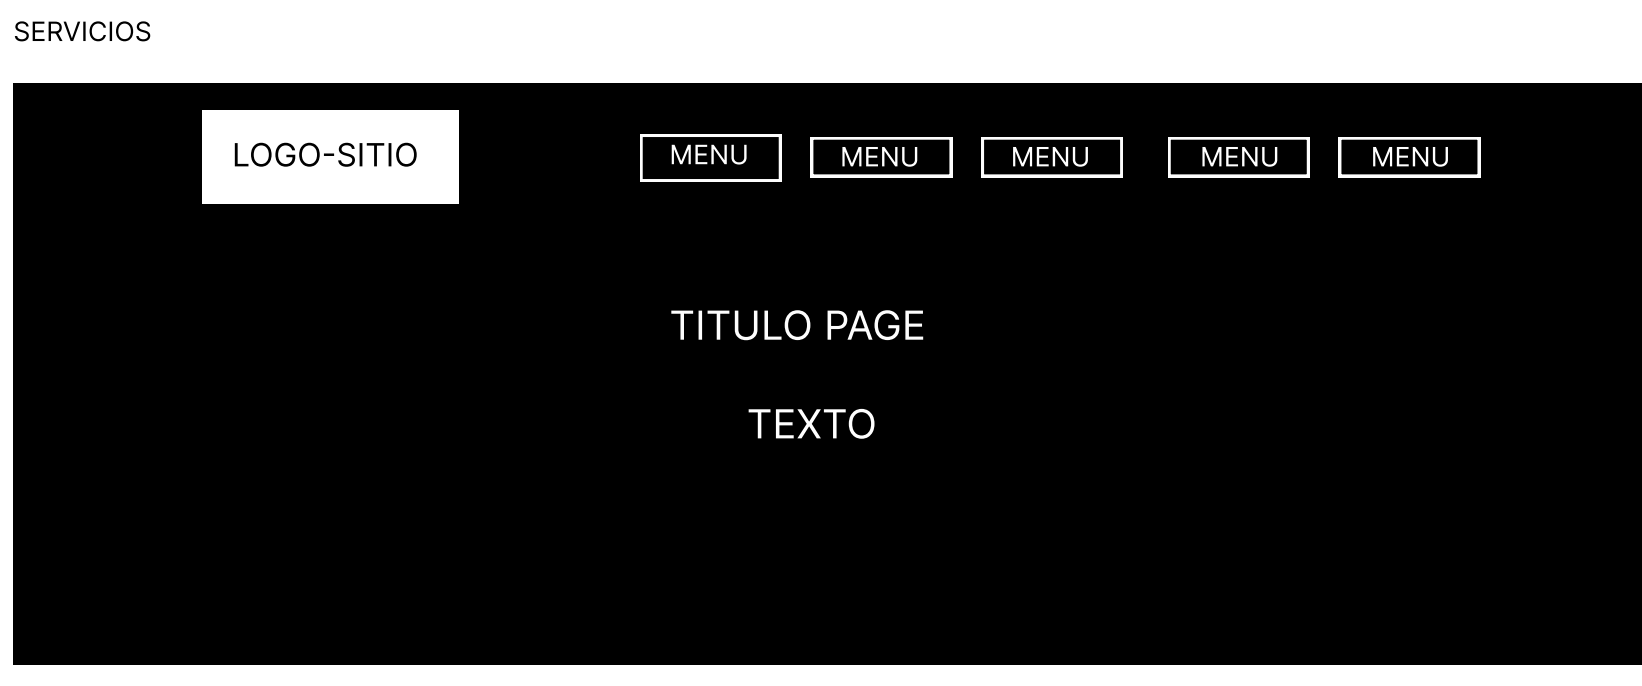 SERVICIOS
LOGO-SITIO
MENU MENU MENU MENU MENU
TITULO PAGE
TEXTO